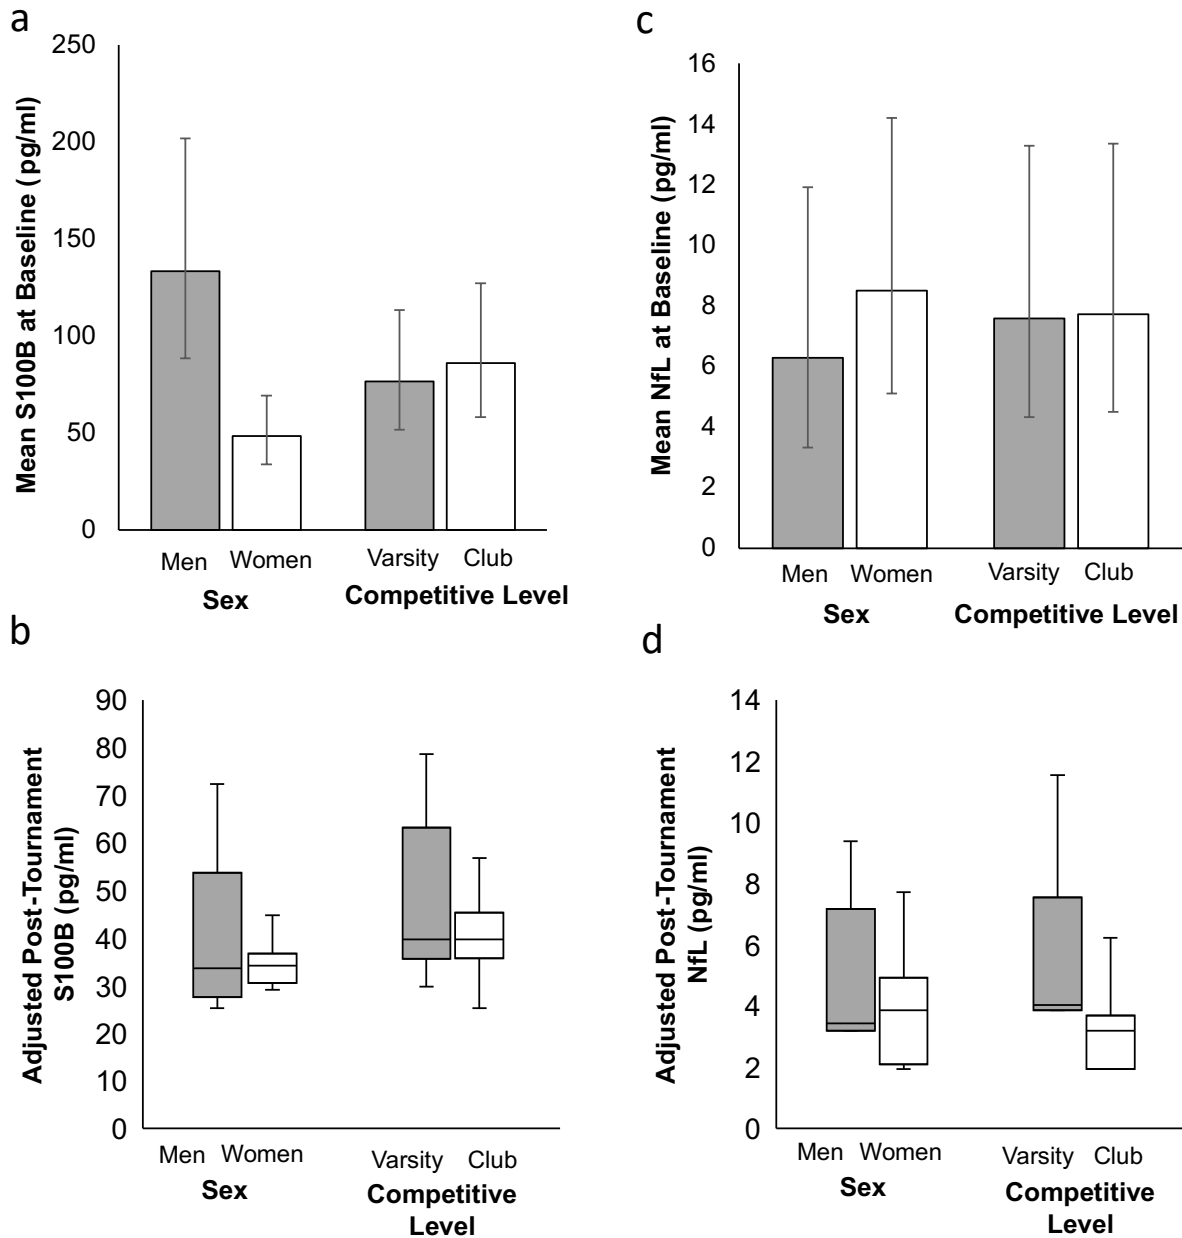 a
Mean S100B at Baseline (pg/ml)
250
200
150
100
50
0
Men Women Varsity Club
Sex Competitive Level
c
Mean NfL at Baseline (pg/ml)
16
14
12
10
8
6
4
2
0
Men Women Varsity Club
Sex Competitive Level
b
Adjusted Post-Tournament
S100B (pg/ml)
90
80
70
60
50
40
30
20
10
0
Men Women Varsity Club
Sex Competitive
Level
d
Adjusted Post-Tournament
NfL (pg/ml)
14
12
10
8
6
4
2
0
Men Women Varsity Club
Sex Competitive
Level